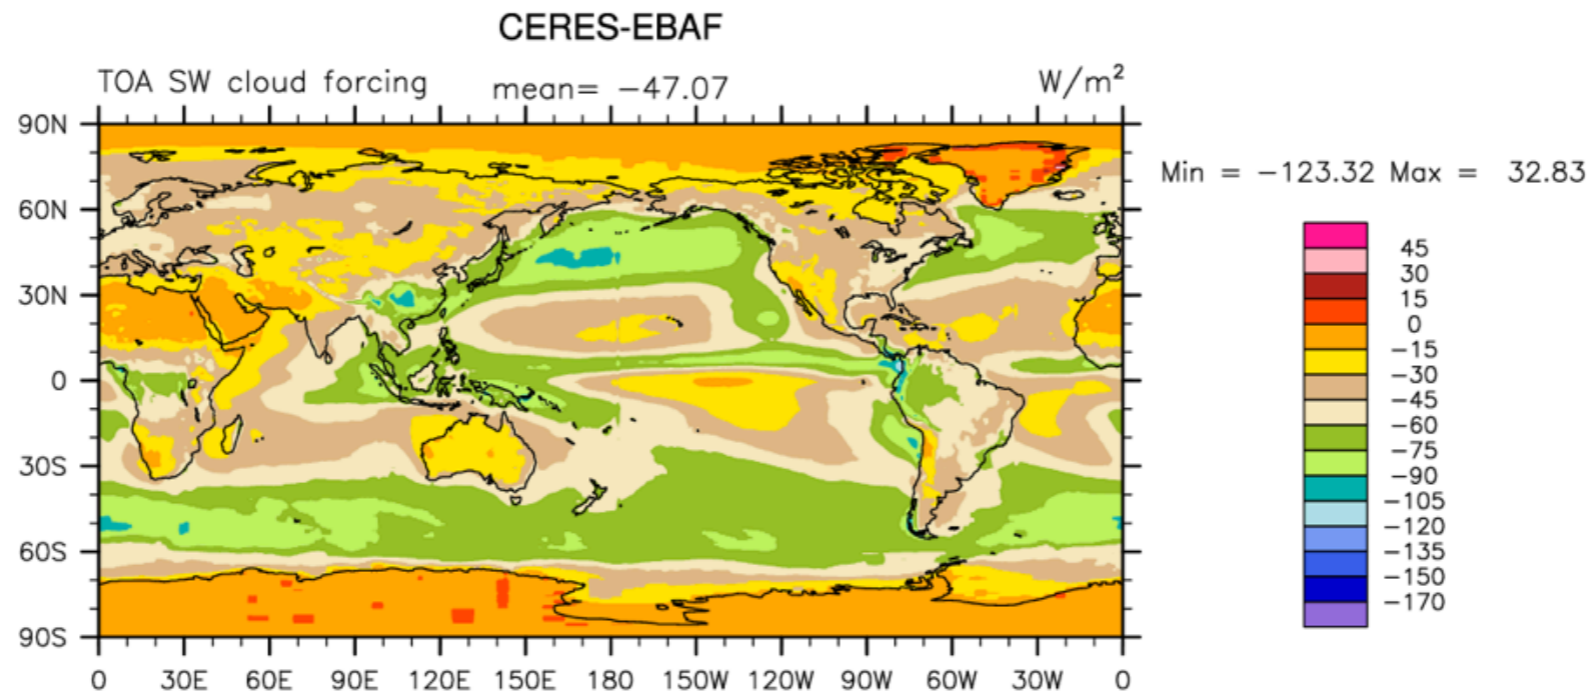 CERES-EBAF
TOA SW cloud forcing mean= −47.07 W/m²
Min = −123.32 Max = 32.83
90N
60N
30N
0
30S
60S
90S
0 30E 60E 90E 120E 150E 180 150W 120W 90W 60W 30W 0
45
30
15
0
−15
−30
−45
−60
−75
−90
−105
−120
−135
−150
−170